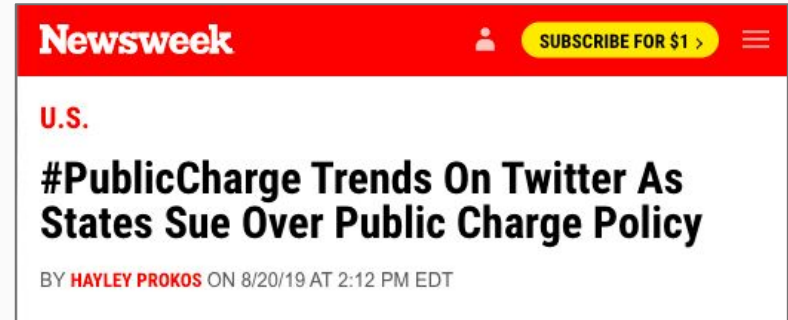 Newsweek
SUBSCRIBE FOR $1 >
U.S.
#PublicCharge Trends On Twitter As
States Sue Over Public Charge Policy
BY HAYLEY PROKOS ON 8/20/19 AT 2:12 PM EDT